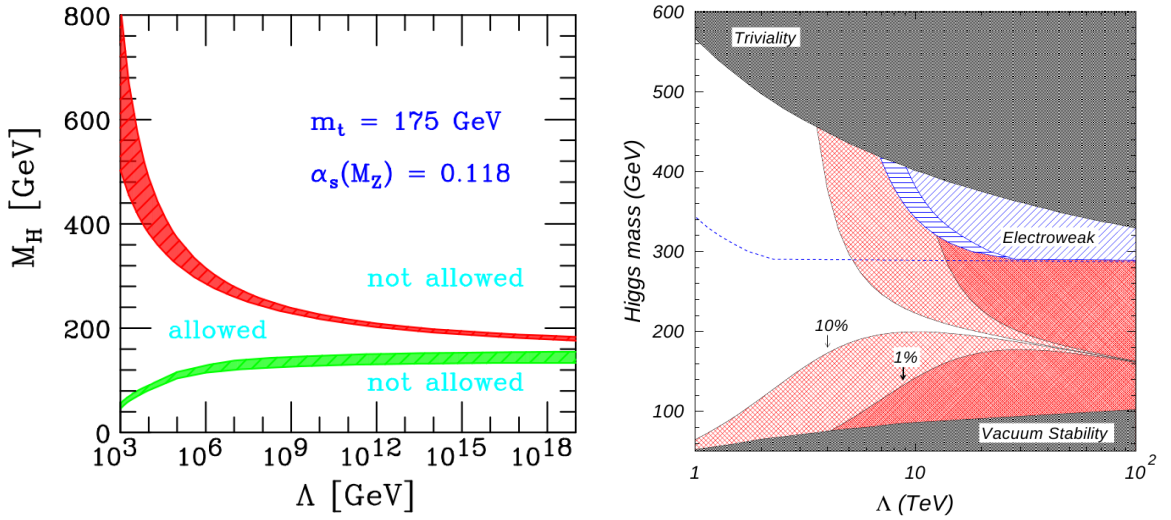 800
600
400
200
0
M_H [GeV]
m_t = 175 GeV
α_s(M_Z) = 0.118
not allowed
allowed
not allowed
10^3
10^6
10^9
10^12
10^15
10^18
Λ [GeV]
600
500
400
300
200
100
Higgs mass (GeV)
Triviality
Electroweak
10%
1%
Vacuum Stability
1
10
10^2
Λ (TeV)